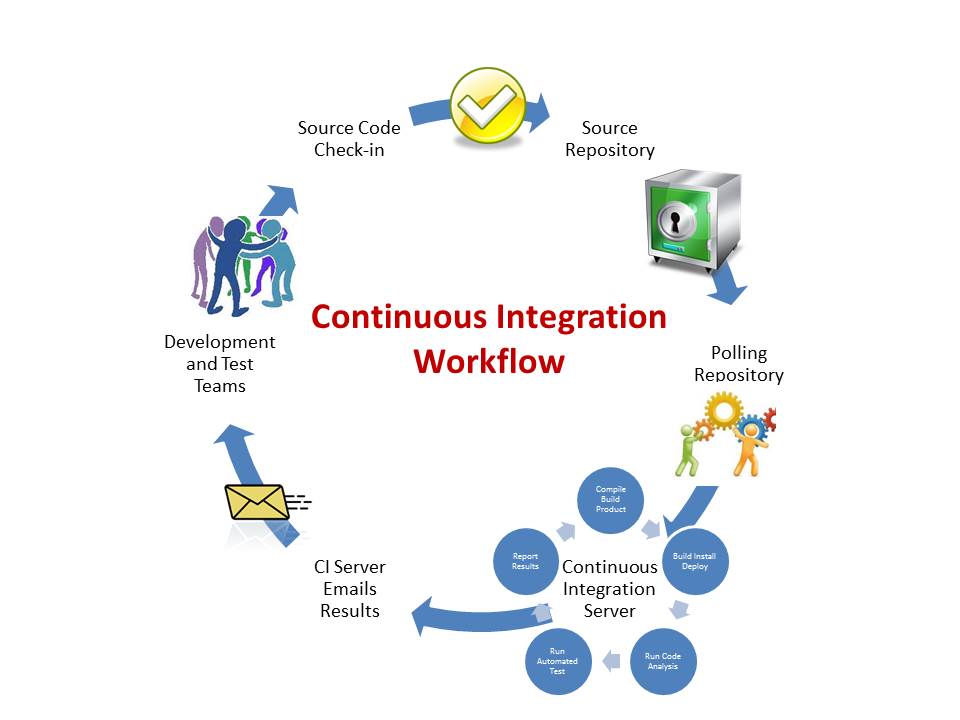 Source Code
Check-in
Source
Repository
Continuous Integration
Workflow
Development
and Test
Teams
Polling
Repository
Compile
Build
Product
Build Install
Deploy
Run Code
Analysis
Run
Automated
Test
Report
Results
Continuous
Integration
Server
CI Server
Emails
Results